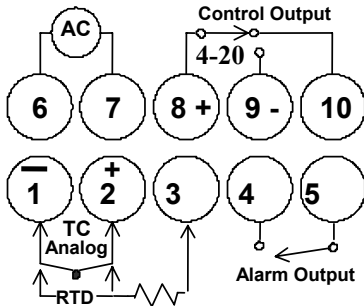 AC
Control Output
4-20
6 7 8 + 9 - 10
− +
1 2 3 4 5
TC
Analog
RTD
Alarm Output